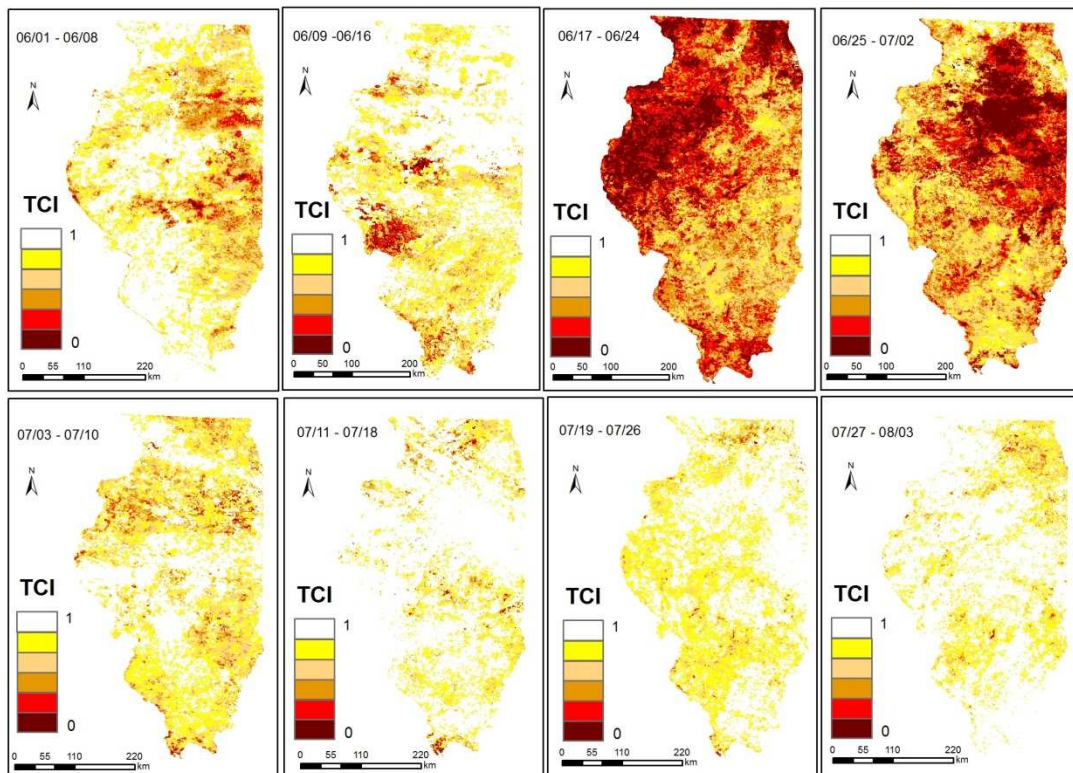 06/01 - 06/08
N
TCI
1
0
0 55 110 220
km
06/09 -06/16
N
TCI
1
0
0 50 100 200
km
06/17 - 06/24
N
TCI
1
0
0 50 100 200
km
06/25 - 07/02
N
TCI
1
0
0 55 110 220
km
07/03 - 07/10
N
TCI
1
0
0 55 110 220
km
07/11 - 07/18
N
TCI
1
0
0 55 110 220
km
07/19 - 07/26
N
TCI
1
0
0 55 110 220
km
07/27 - 08/03
N
TCI
1
0
0 55 110 220
km